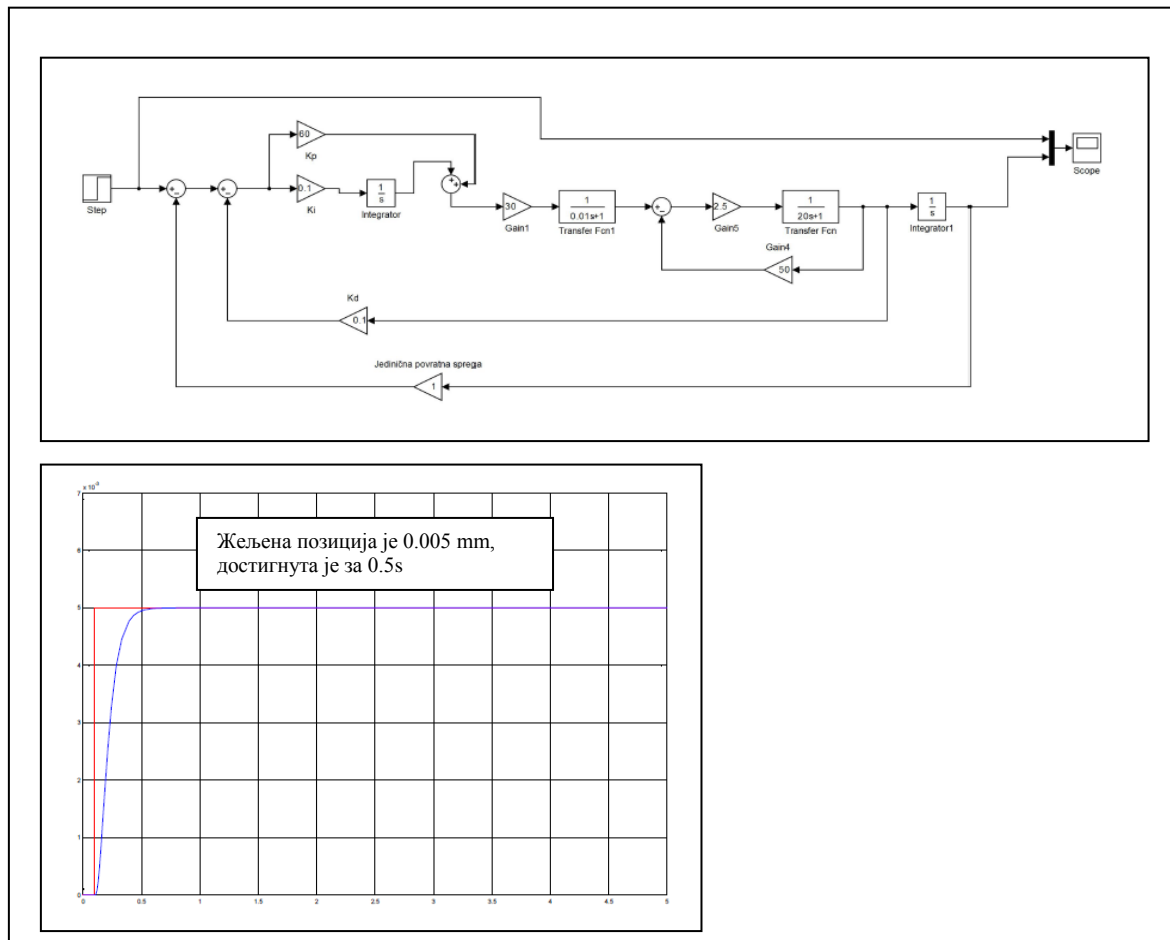 60
Kp
0.1
Ki
1
s
Integrator
Step
30
Gain1
1
0.01s+1
Transfer Fcn1
2.5
Gain5
1
20s+1
Transfer Fcn
1
s
Integrator1
Scope
Gain4
50
Kd
0.1
Jedinična povratna spregja
1
7
6
5
4
3
2
1
0
Жељена позиција је 0.005 mm,
достигнута је за 0.5s
0 0.5 1 1.5 2 2.5 3 3.5 4 4.5 5